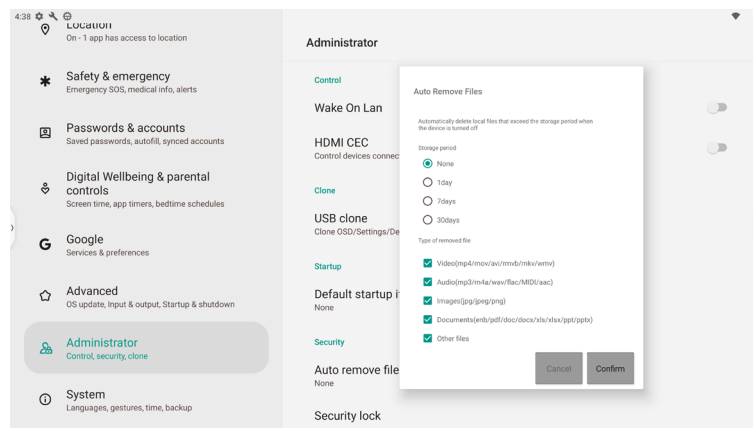 4:38
Location
On - 1 app has access to location
Safety & emergency
Emergency SOS, medical info, alerts
Passwords & accounts
Saved passwords, autofill, synced accounts
Digital Wellbeing & parental
controls
Screen time, app timers, bedtime schedules
Google
Services & preferences
Advanced
OS update, Input & output, Startup & shutdown
Administrator
Control, security, clone
System
Languages, gestures, time, backup
Administrator
Control
Wake On Lan
HDMI CEC
Control devices connec
Clone
USB clone
Clone OSD/Settings/De
Startup
Default startup i
None
Security
Auto remove file
None
Security lock
Auto Remove Files
Automatically delete local files that exceed the storage period when
the device is turned off
Storage period
None
1day
7days
30days
Type of removed file
Video(mp4/mov/avi/rmvb/mkv/wmv)
Audio(mp3/m4a/wav/flac/MIDI/aac)
Images(jpg/jpeg/png)
Documents(enb/pdf/doc/docx/xls/xlsx/ppt/pptx)
Other files
Cancel
Confirm